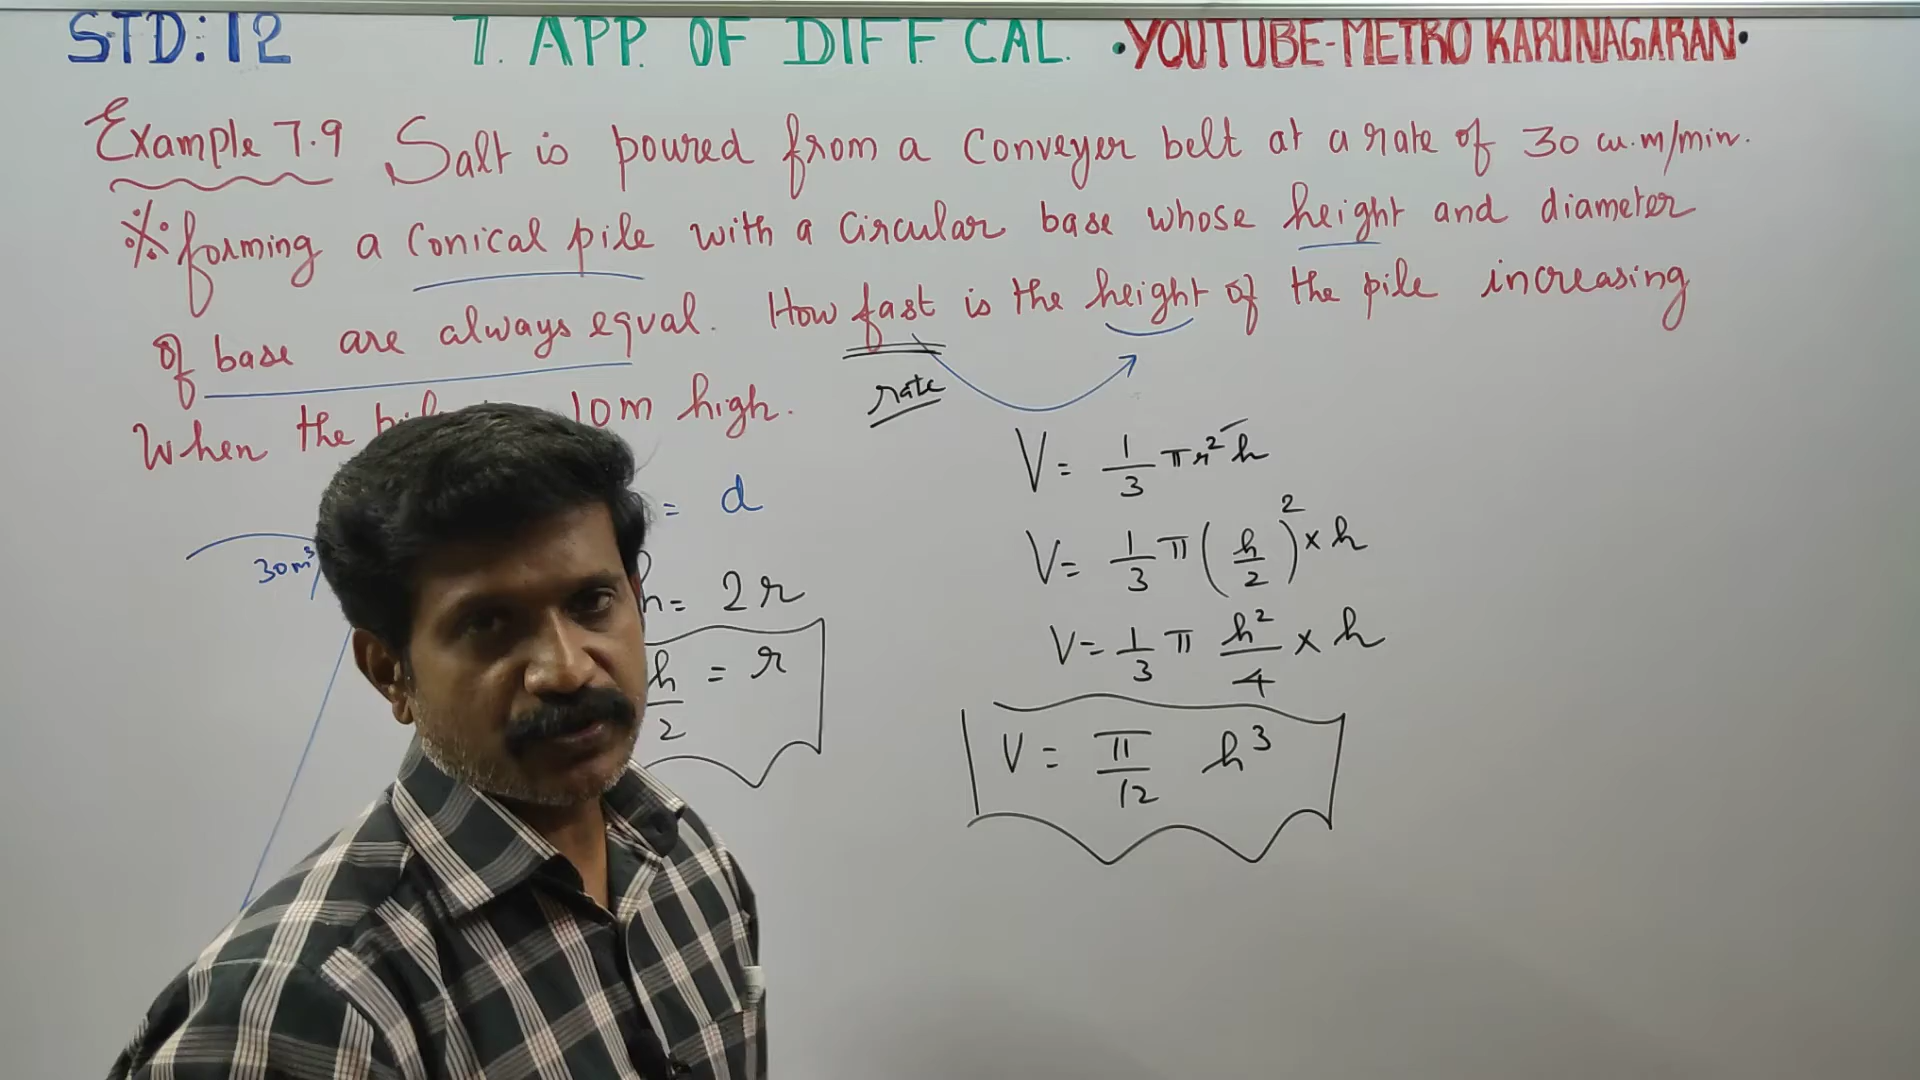 STD: 12 7. APP. OF DIFF. CAL. •YOUTUBE-METRO KARUNAGARAN•
Example 7.9 Salt is poured from a Conveyer belt at a rate of 30 cu.m/min.
※ forming a Conical pile with a Circular base whose height and diameter
Of base are always equal. How fast is the height of the pile increasing
When the 10m high.
rate
= d
30m³
h = 2r
h/2 = r
V = 1/3 πr²h
V = 1/3 π (h/2)² × h
V = 1/3 π h²/4 × h
V = π/12 h³